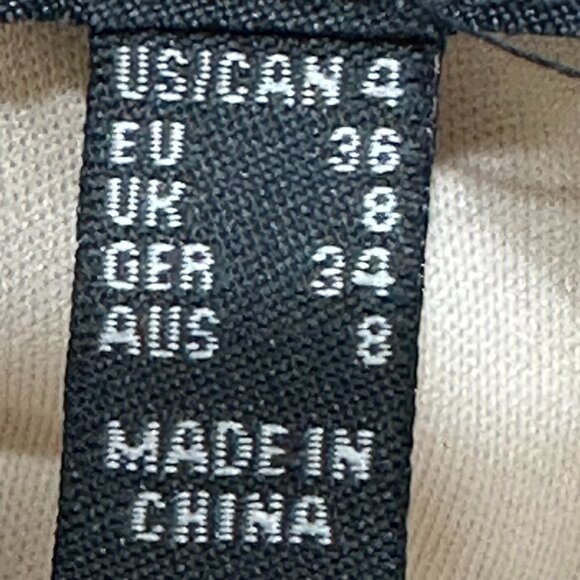 US/CAN 4
EU 36
UK 8
GER 34
AUS 8
MADE IN
CHINA